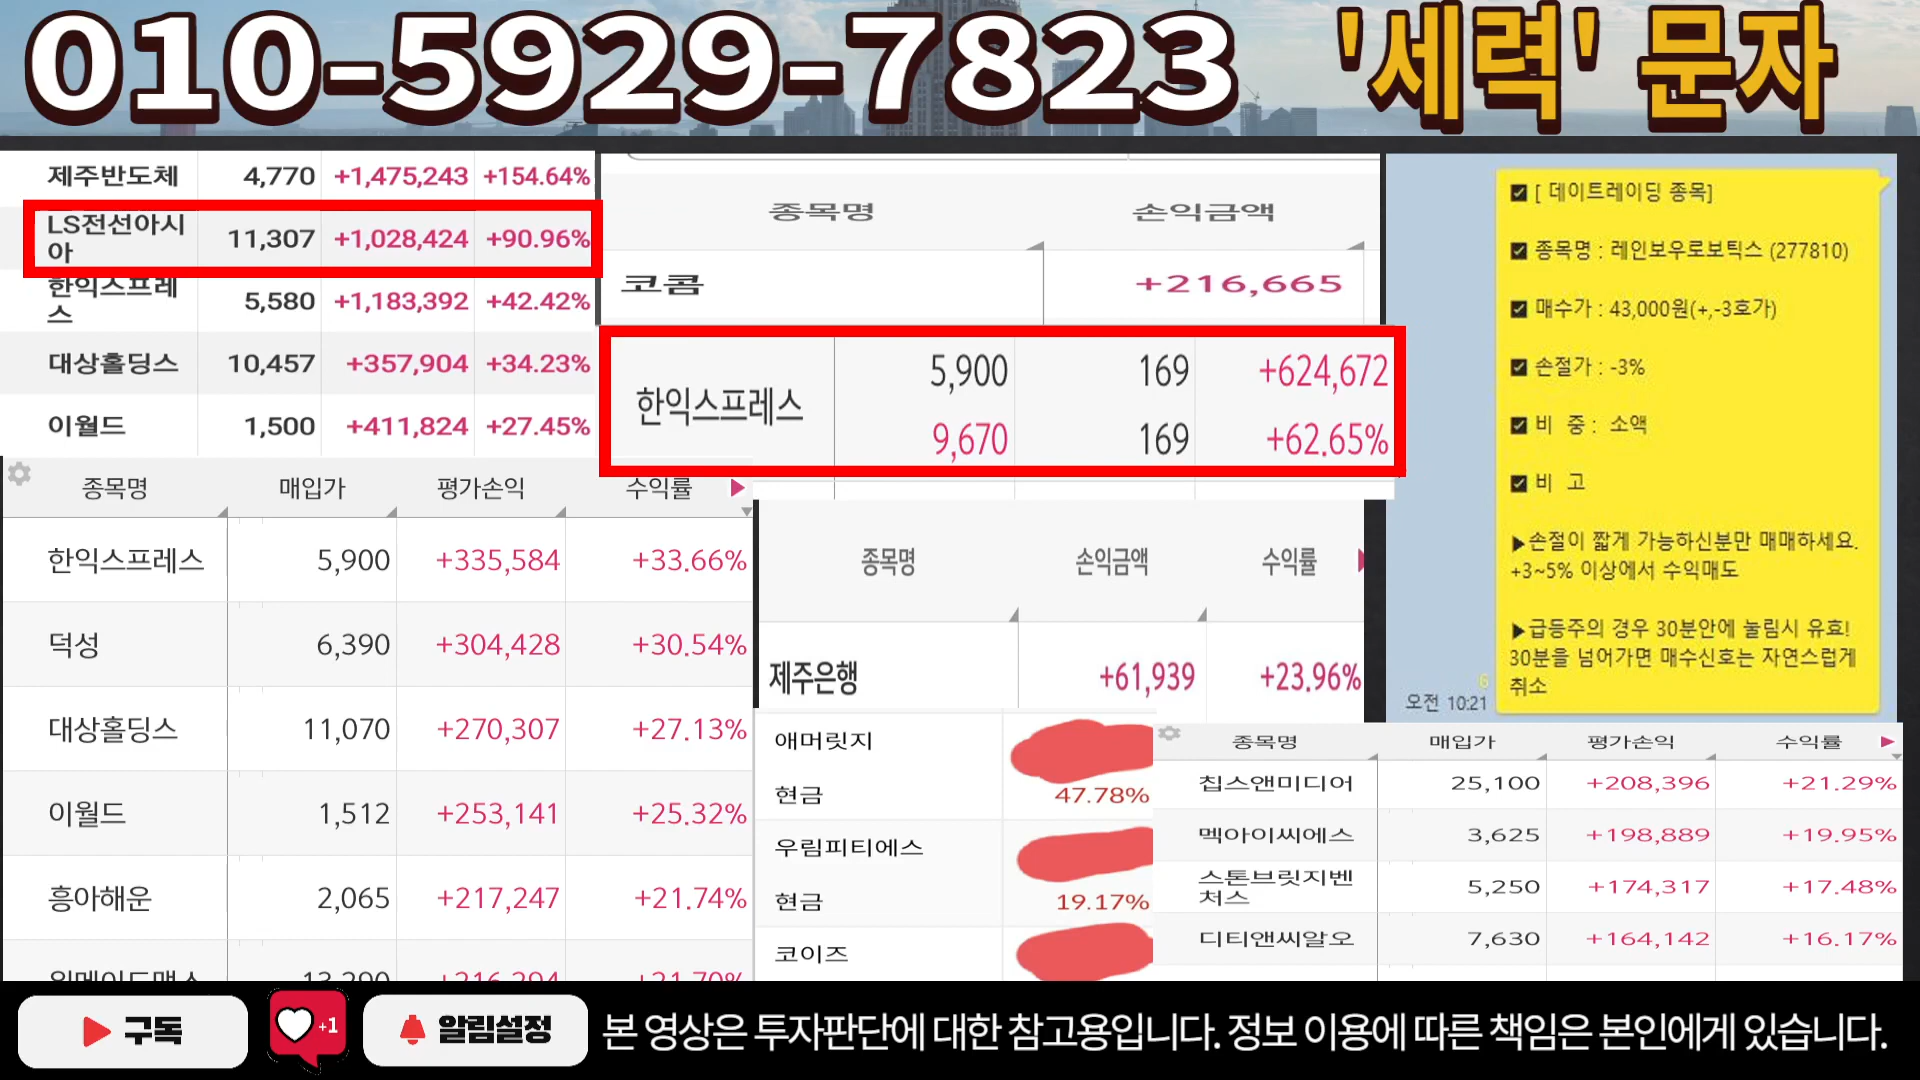 010-5929-7823 '세력' 문자
제주반도체 4,770 +1,475,243 +154.64%
LS전선아시아 11,307 +1,028,424 +90.96%
한익스프레스 5,580 +1,183,392 +42.42%
대상홀딩스 10,457 +357,904 +34.23%
이월드 1,500 +411,824 +27.45%
종목명 손익금액
코콤 +216,665
한익스프레스 5,900 169 +624,672
9,670 169 +62.65%
종목명 매입가 평가손익 수익률
한익스프레스 5,900 +335,584 +33.66%
덕성 6,390 +304,428 +30.54%
대상홀딩스 11,070 +270,307 +27.13%
이월드 1,512 +253,141 +25.32%
흥아해운 2,065 +217,247 +21.74%
종목명 손익금액 수익률
제주은행 +61,939 +23.96%
애머릿지
현금 47.78%
우림피티에스
현금 19.17%
코이즈
[ 데이트레이딩 종목]
종목명 : 레인보우로보틱스 (277810)
매수가 : 43,000원(+,-3호가)
손절가 : -3%
비 중 : 소액
비 고
▶손절이 짧게 가능하신분만 매매하세요.
+3~5% 이상에서 수익매도
▶급등주의 경우 30분안에 눌림시 유효!
30분을 넘어가면 매수신호는 자연스럽게
취소
6
오전 10:21
종목명 매입가 평가손익 수익률
칩스앤미디어 25,100 +208,396 +21.29%
멕아이씨에스 3,625 +198,889 +19.95%
스톤브릿지벤처스 5,250 +174,317 +17.48%
디티앤씨알오 7,630 +164,142 +16.17%
구독 +1 알림설정 본 영상은 투자판단에 대한 참고용입니다. 정보 이용에 따른 책임은 본인에게 있습니다.